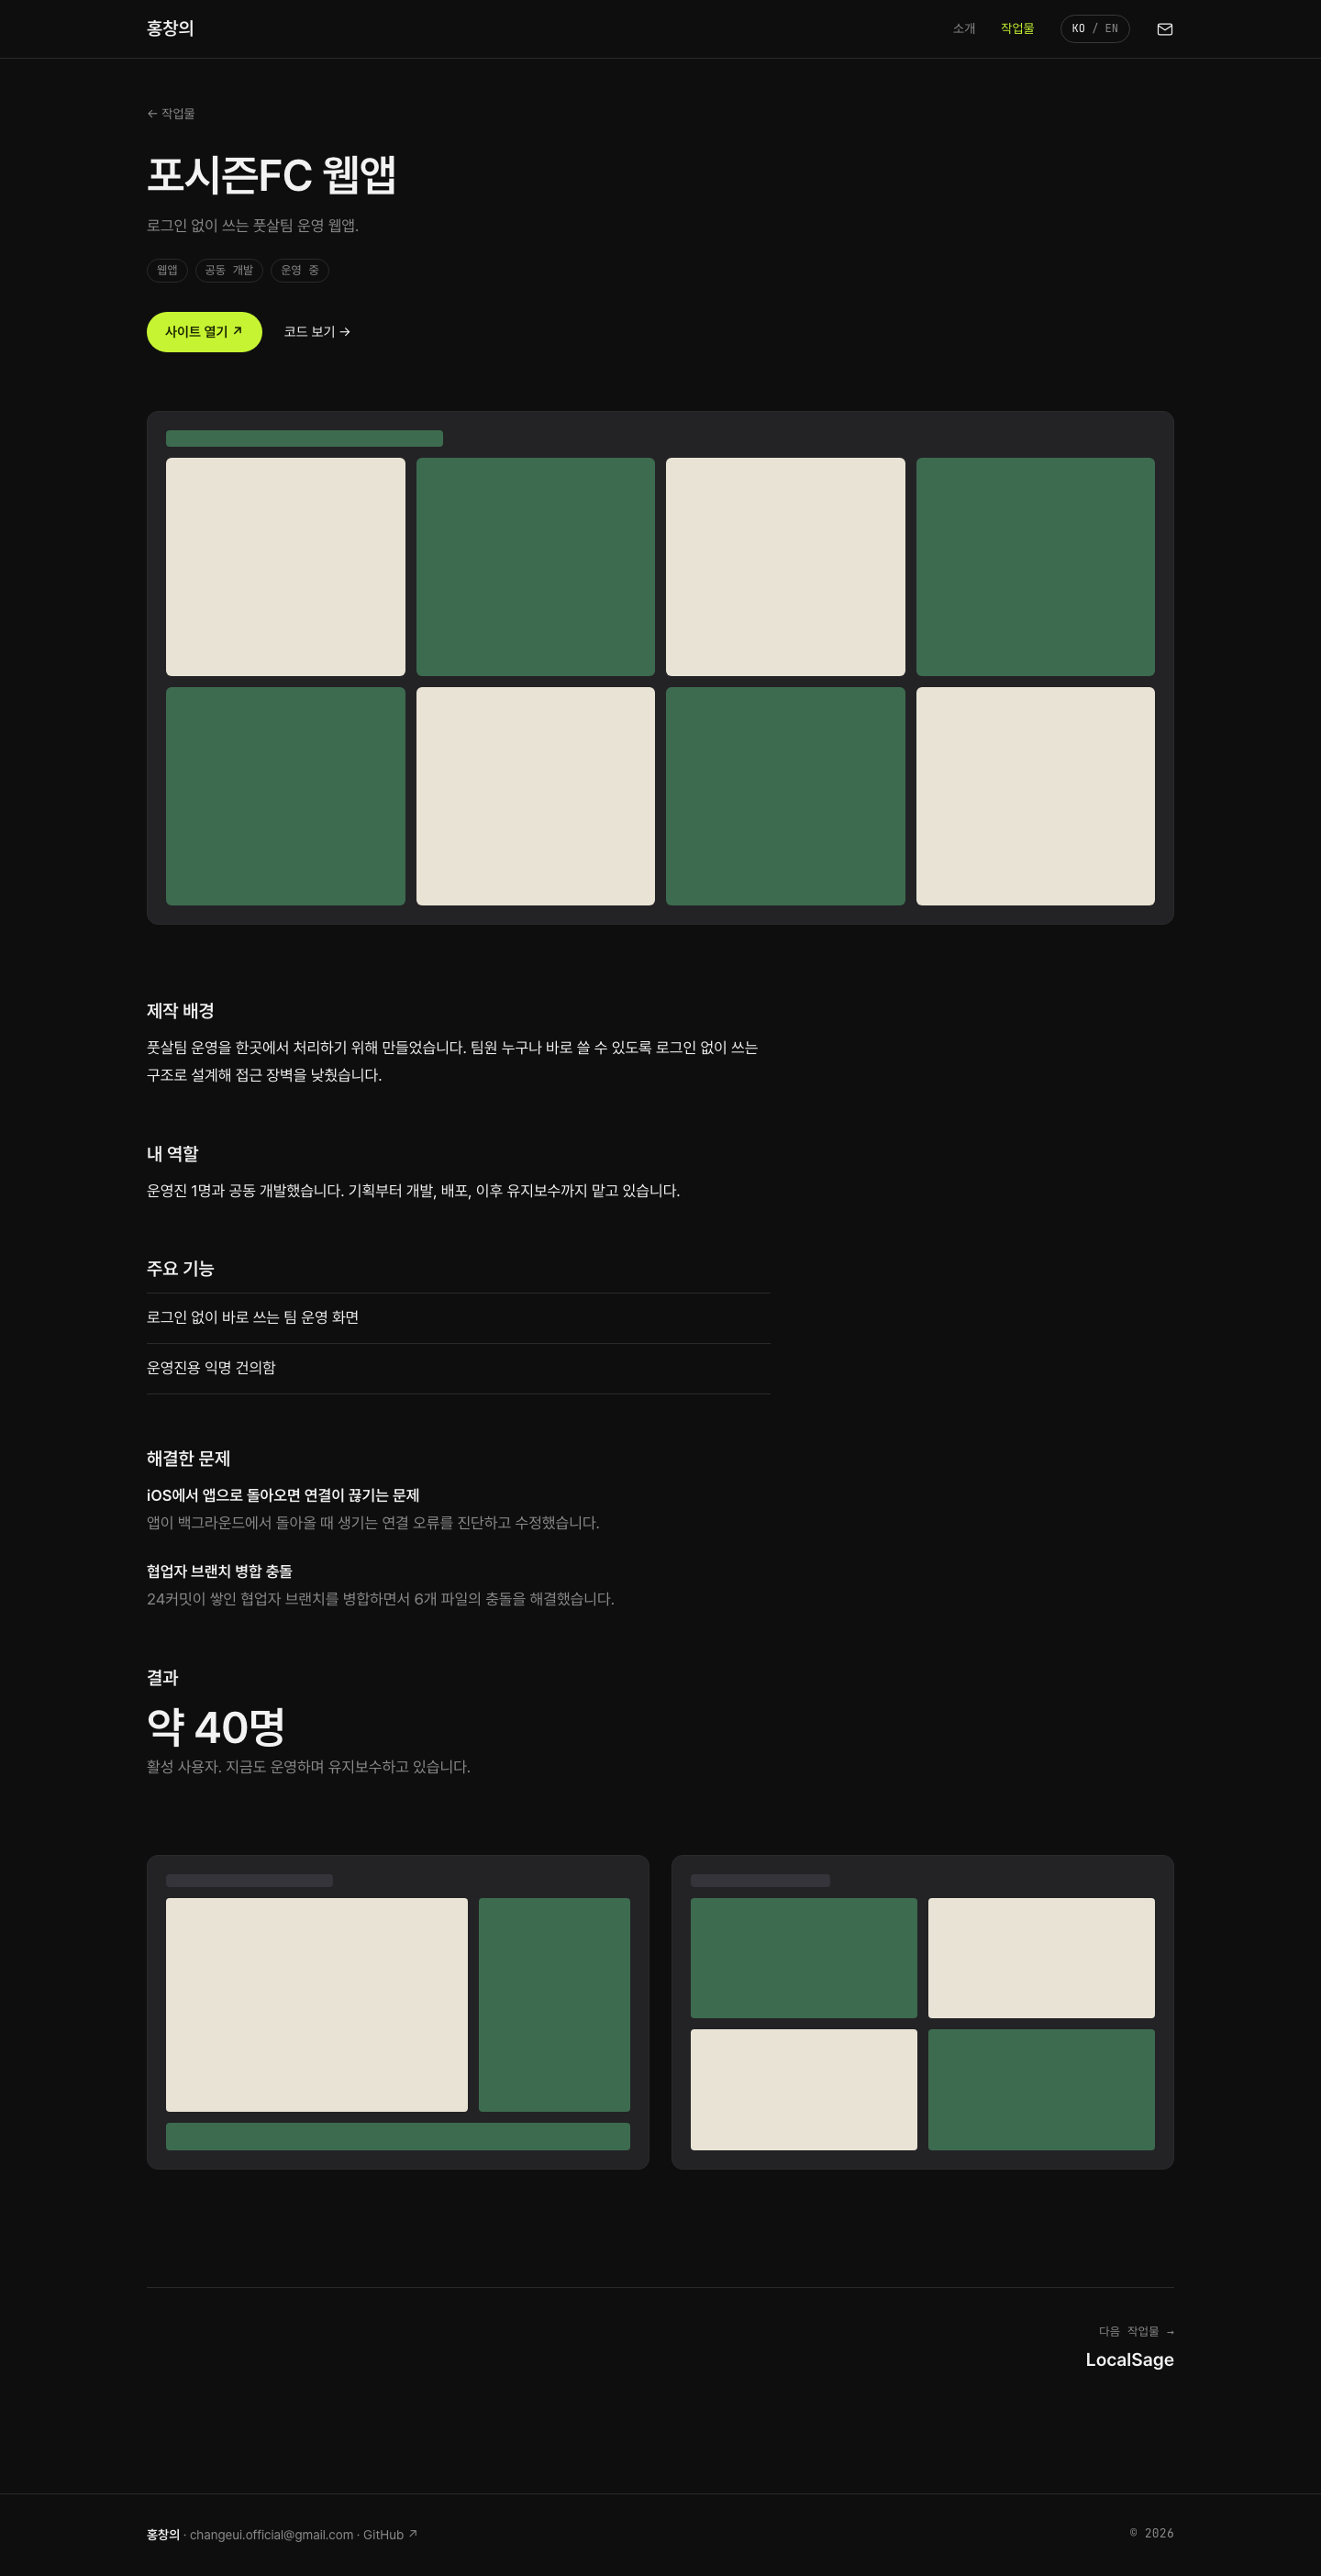 홍창의
소개 작업물 KO / EN
← 작업물
포시즌FC 웹앱
로그인 없이 쓰는 풋살팀 운영 웹앱.
웹앱 공동 개발 운영 중
사이트 열기 ↗ 코드 보기 →
제작 배경
풋살팀 운영을 한곳에서 처리하기 위해 만들었습니다. 팀원 누구나 바로 쓸 수 있도록 로그인 없이 쓰는
구조로 설계해 접근 장벽을 낮췄습니다.
내 역할
운영진 1명과 공동 개발했습니다. 기획부터 개발, 배포, 이후 유지보수까지 맡고 있습니다.
주요 기능
로그인 없이 바로 쓰는 팀 운영 화면
운영진용 익명 건의함
해결한 문제
iOS에서 앱으로 돌아오면 연결이 끊기는 문제
앱이 백그라운드에서 돌아올 때 생기는 연결 오류를 진단하고 수정했습니다.
협업자 브랜치 병합 충돌
24커밋이 쌓인 협업자 브랜치를 병합하면서 6개 파일의 충돌을 해결했습니다.
결과
약 40명
활성 사용자. 지금도 운영하며 유지보수하고 있습니다.
다음 작업물 →
LocalSage
홍창의 · changeui.official@gmail.com · GitHub ↗
© 2026